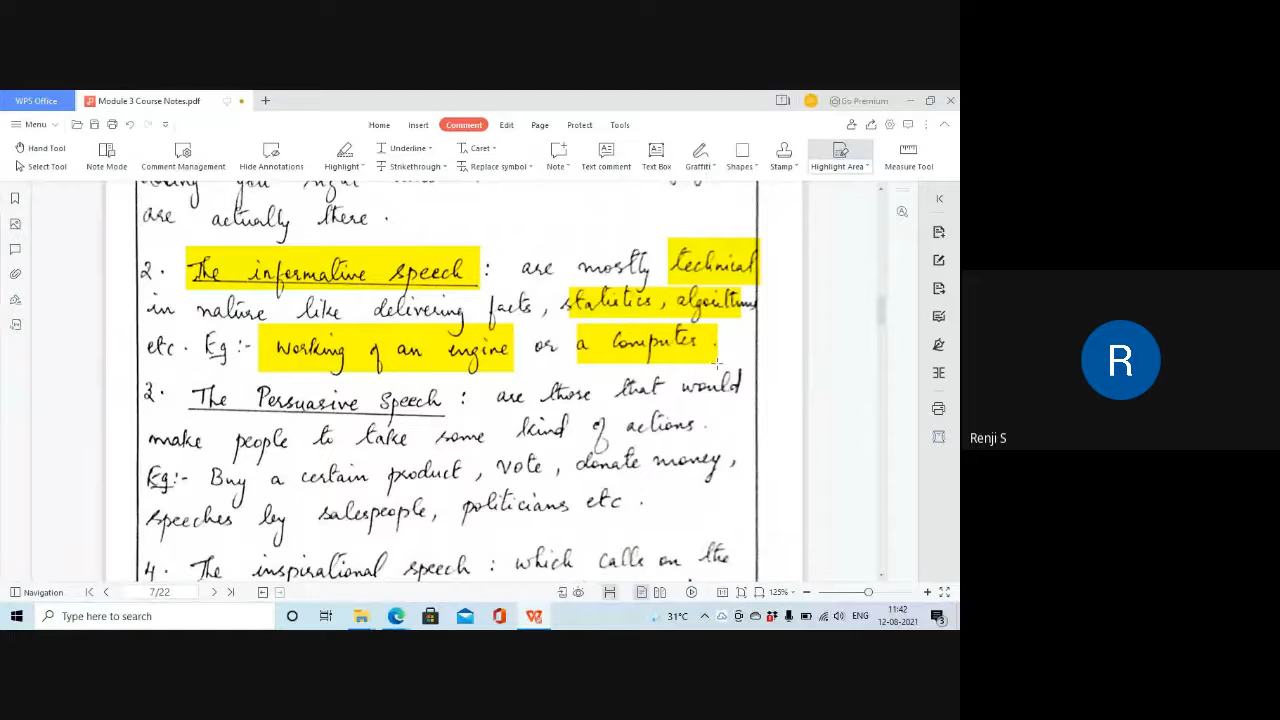 WPS Office
Module 3 Course Notes.pdf
Go Premium
Menu
Home
Insert
Comment
Edit
Page
Protect
Tools
Hand Tool
Select Tool
Note Mode
Comment Management
Hide Annotations
Highlight
Underline
Strikethrough
Caret
Replace symbol
Note
Text comment
Text Box
Graffiti
Shapes
Stamp
Highlight Area
Measure Tool
you
are actually there.
2. The informative speech : are mostly technical
in nature like delivering facts, statistics, algorithms
etc. Eg:- working of an engine or a computer.
3. The Persuasive Speech : are those that would
make people to take some kind of actions.
Eg:- Buy a certain product, vote, donate money,
speeches by salespeople, politicians etc.
4. The inspirational speech : which calls on the
Navigation
7/22
125%
Type here to search
31°C
ENG
11:42
12-08-2021
3
R
Renji S